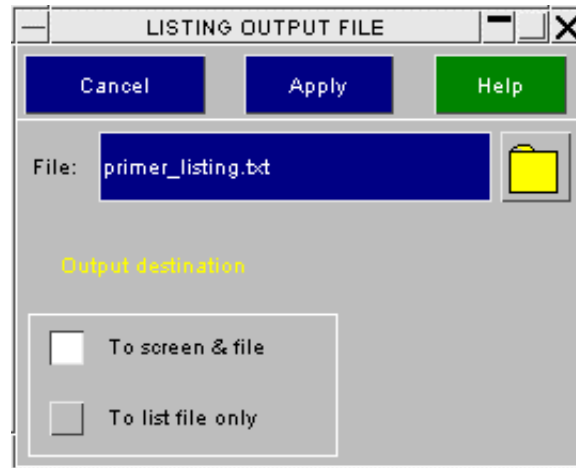 LISTING OUTPUT FILE
Cancel Apply Help
File: primer_listing.txt
Output destination
To screen & file
To list file only